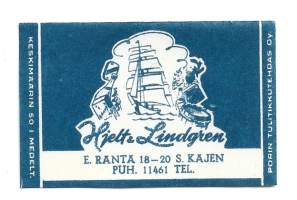 KESKIMÄÄRIN 50 I MEDELT.
Hjelt & Lindgren
E. RANTA 18-20 S. KAJEN
PUH. 11461 TEL.
PORIN TULITIKKUTEHDAS OY.